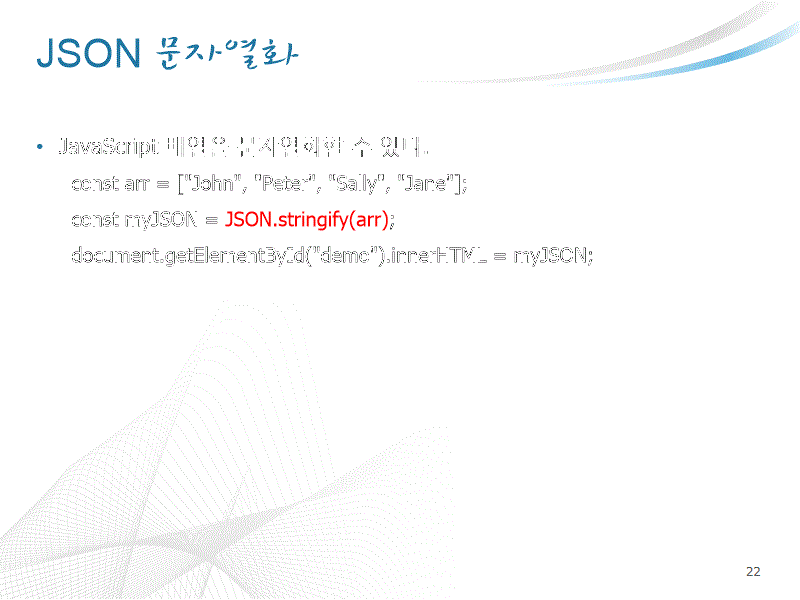 JSON 문자열화
• JavaScript 배열을 문자열화할 수 있다.
const arr = ["John", "Peter", "Sally", "Jane"];
const myJSON = JSON.stringify(arr);
document.getElementById("demo").innerHTML = myJSON;
22